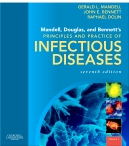 GERALD L. MANDELL
JOHN E. BENNETT
RAPHAEL DOLIN
Mandell, Douglas, and Bennett's
PRINCIPLES AND PRACTICE OF
INFECTIOUS
DISEASES
seventh edition